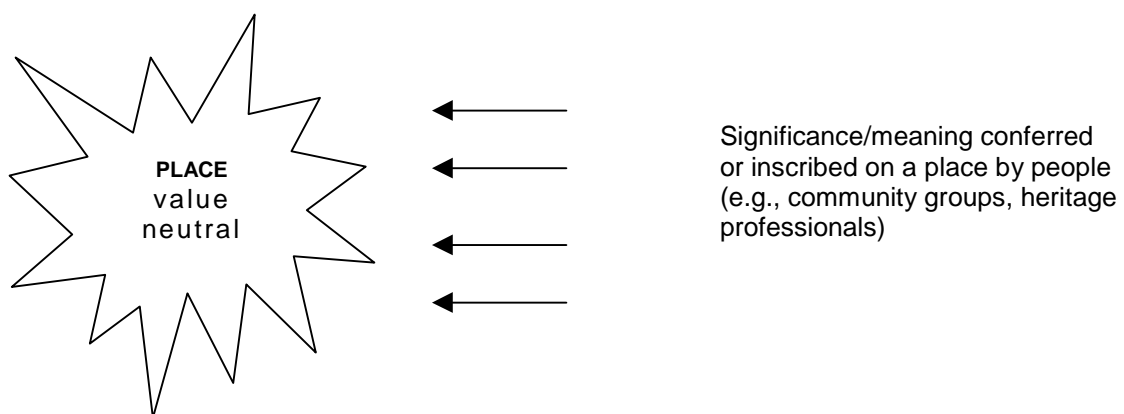 PLACE
value
neutral
Significance/meaning conferred
or inscribed on a place by people
(e.g., community groups, heritage
professionals)